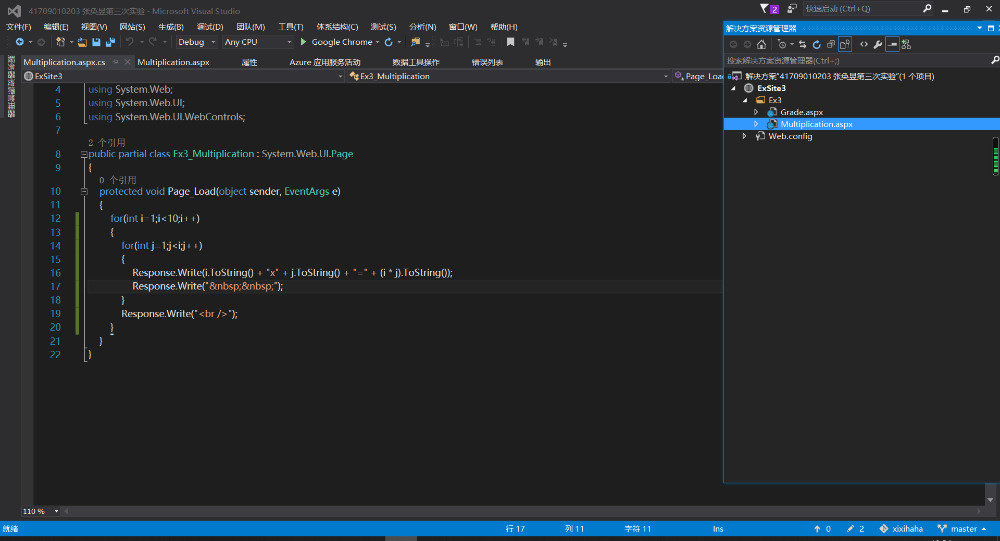 41709010203 张奂昱第三次实验 - Microsoft Visual Studio
2
快速启动 (Ctrl+Q)
文件(F) 编辑(E) 视图(V) 网站(S) 生成(B) 调试(D) 团队(M) 工具(T) 体系结构(C) 测试(S) 分析(N) 窗口(W) 帮助(H)
Debug Any CPU Google Chrome
服务器资源管理器
Multiplication.aspx.cs Multiplication.aspx 属性 Azure 应用服务活动 数据工具操作 错误列表 输出
ExSite3 Ex3_Multiplication Page_Load
4 using System.Web;
5 using System.Web.UI;
6 using System.Web.UI.WebControls;
7
2 个引用
8 public partial class Ex3_Multiplication : System.Web.UI.Page
9 {
0 个引用
10 protected void Page_Load(object sender, EventArgs e)
11 {
12 for(int i=1;i<10;i++)
13 {
14 for(int j=1;j<i;j++)
15 {
16 Response.Write(i.ToString() + "x" + j.ToString() + "=" + (i * j).ToString());
17 Response.Write("&nbsp;&nbsp;");
18 }
19 Response.Write("<br />");
20 }
21 }
22 }
110 %
解决方案资源管理器
搜索解决方案资源管理器(Ctrl+;)
解决方案"41709010203 张奂昱第三次实验"(1 个项目)
ExSite3
Ex3
Grade.aspx
Multiplication.aspx
Web.config
就绪 行 17 列 11 字符 11 Ins 0 2 xixihaha master